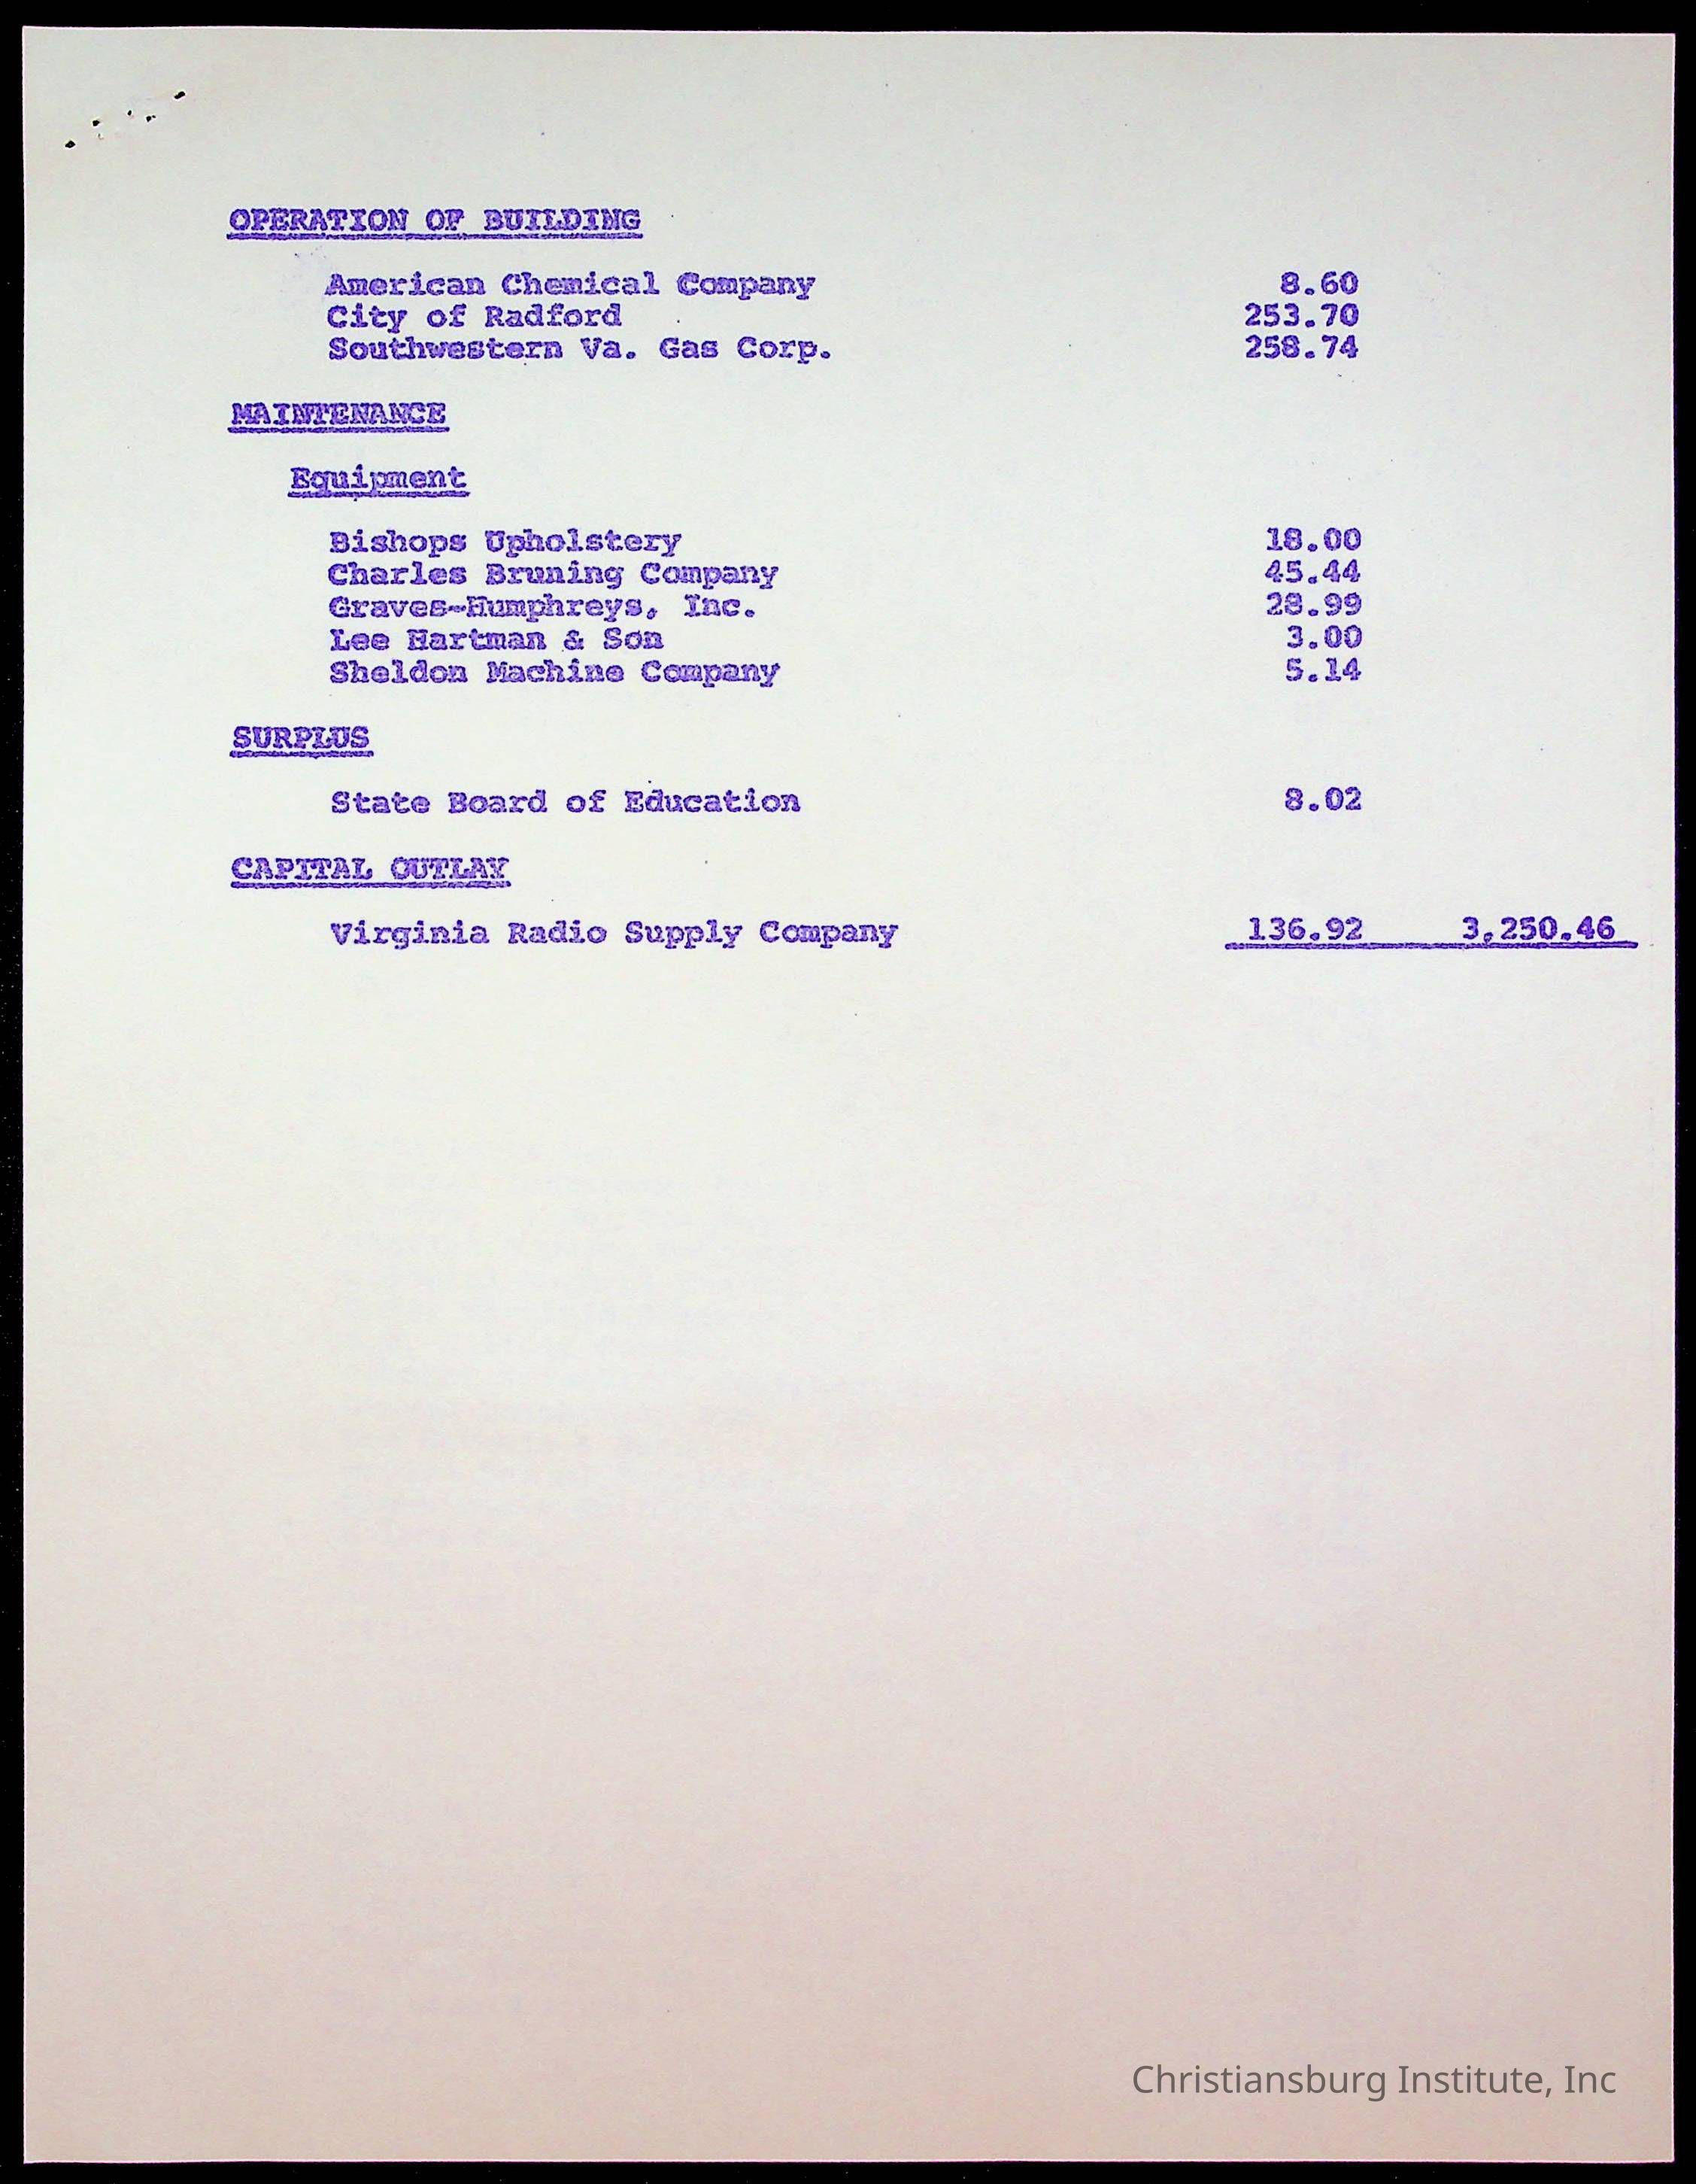 OPERATION OF BUILDING
American Chemical Company 8.60
City of Radford 253.70
Southwestern Va. Gas Corp. 258.74
MAINTENANCE
Equipment
Bishops Upholstery 18.00
Charles Bruning Company 45.44
Graves-Humphreys, Inc. 28.99
Lee Hartman & Son 3.00
Sheldon Machine Company 5.14
SURPLUS
State Board of Education 8.02
CAPITAL OUTLAY
Virginia Radio Supply Company 136.92 3,250.46
Christiansburg Institute, Inc